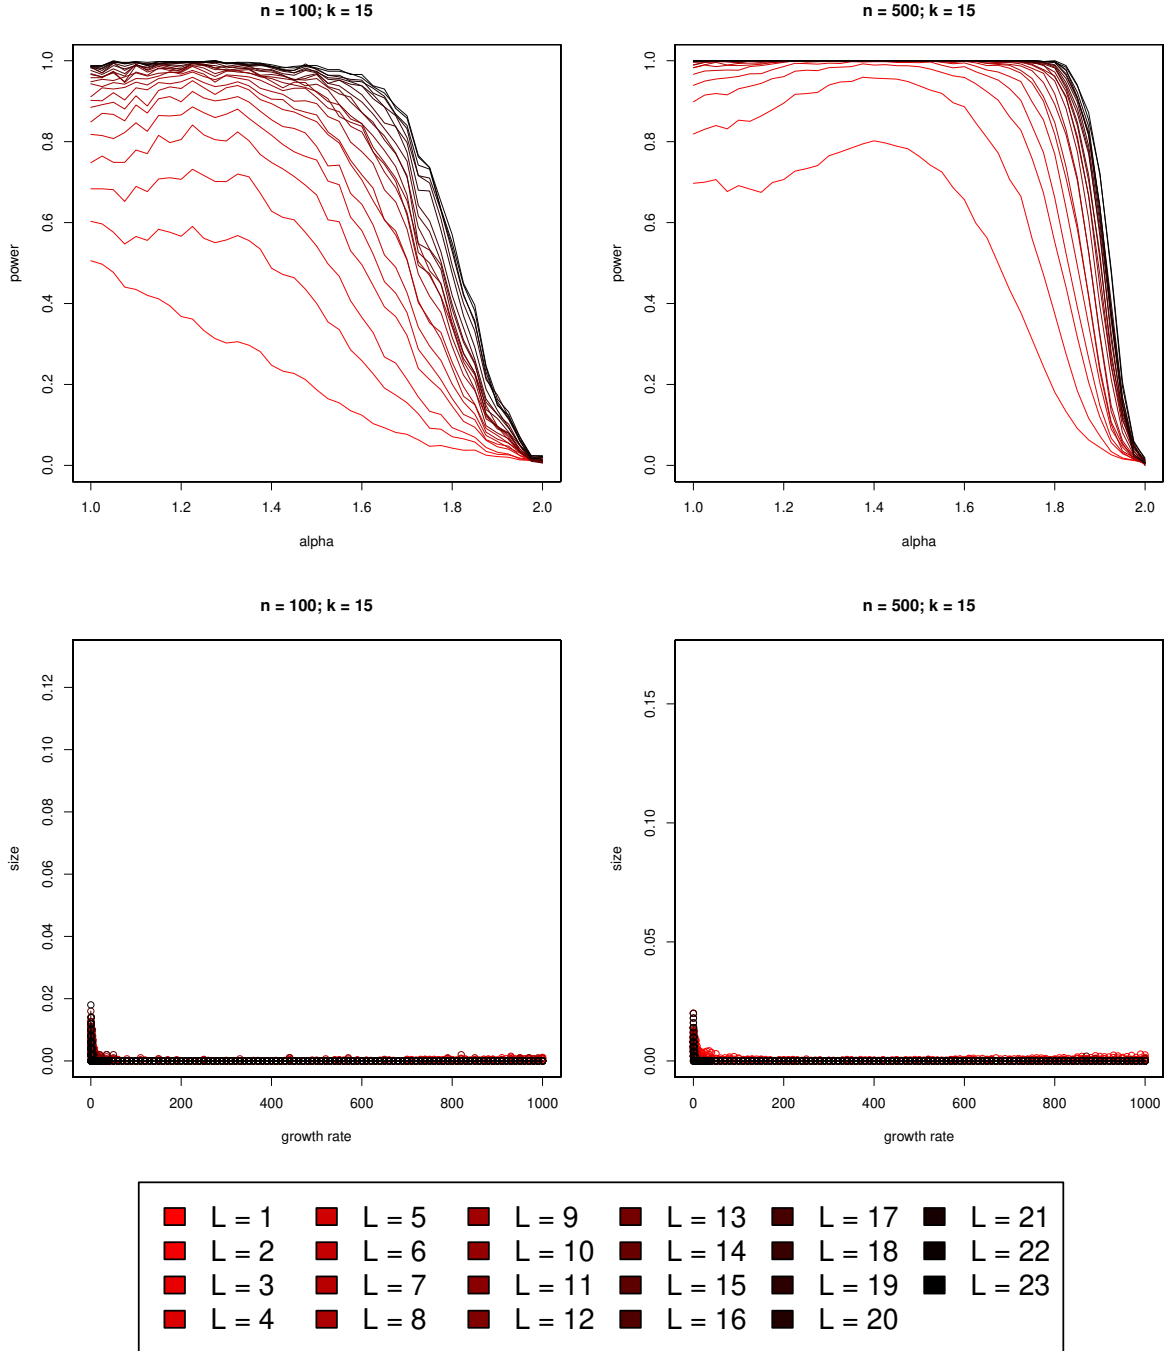 n = 100; k = 15
n = 500; k = 15
power
1.0
0.8
0.6
0.4
0.2
0.0
1.0 1.2 1.4 1.6 1.8 2.0
alpha
power
1.0
0.8
0.6
0.4
0.2
0.0
1.0 1.2 1.4 1.6 1.8 2.0
alpha
n = 100; k = 15
n = 500; k = 15
size
0.12
0.10
0.08
0.06
0.04
0.02
0.00
0 200 400 600 800 1000
growth rate
size
0.15
0.10
0.05
0.00
0 200 400 600 800 1000
growth rate
L = 1 L = 5 L = 9 L = 13 L = 17 L = 21
L = 2 L = 6 L = 10 L = 14 L = 18 L = 22
L = 3 L = 7 L = 11 L = 15 L = 19 L = 23
L = 4 L = 8 L = 12 L = 16 L = 20